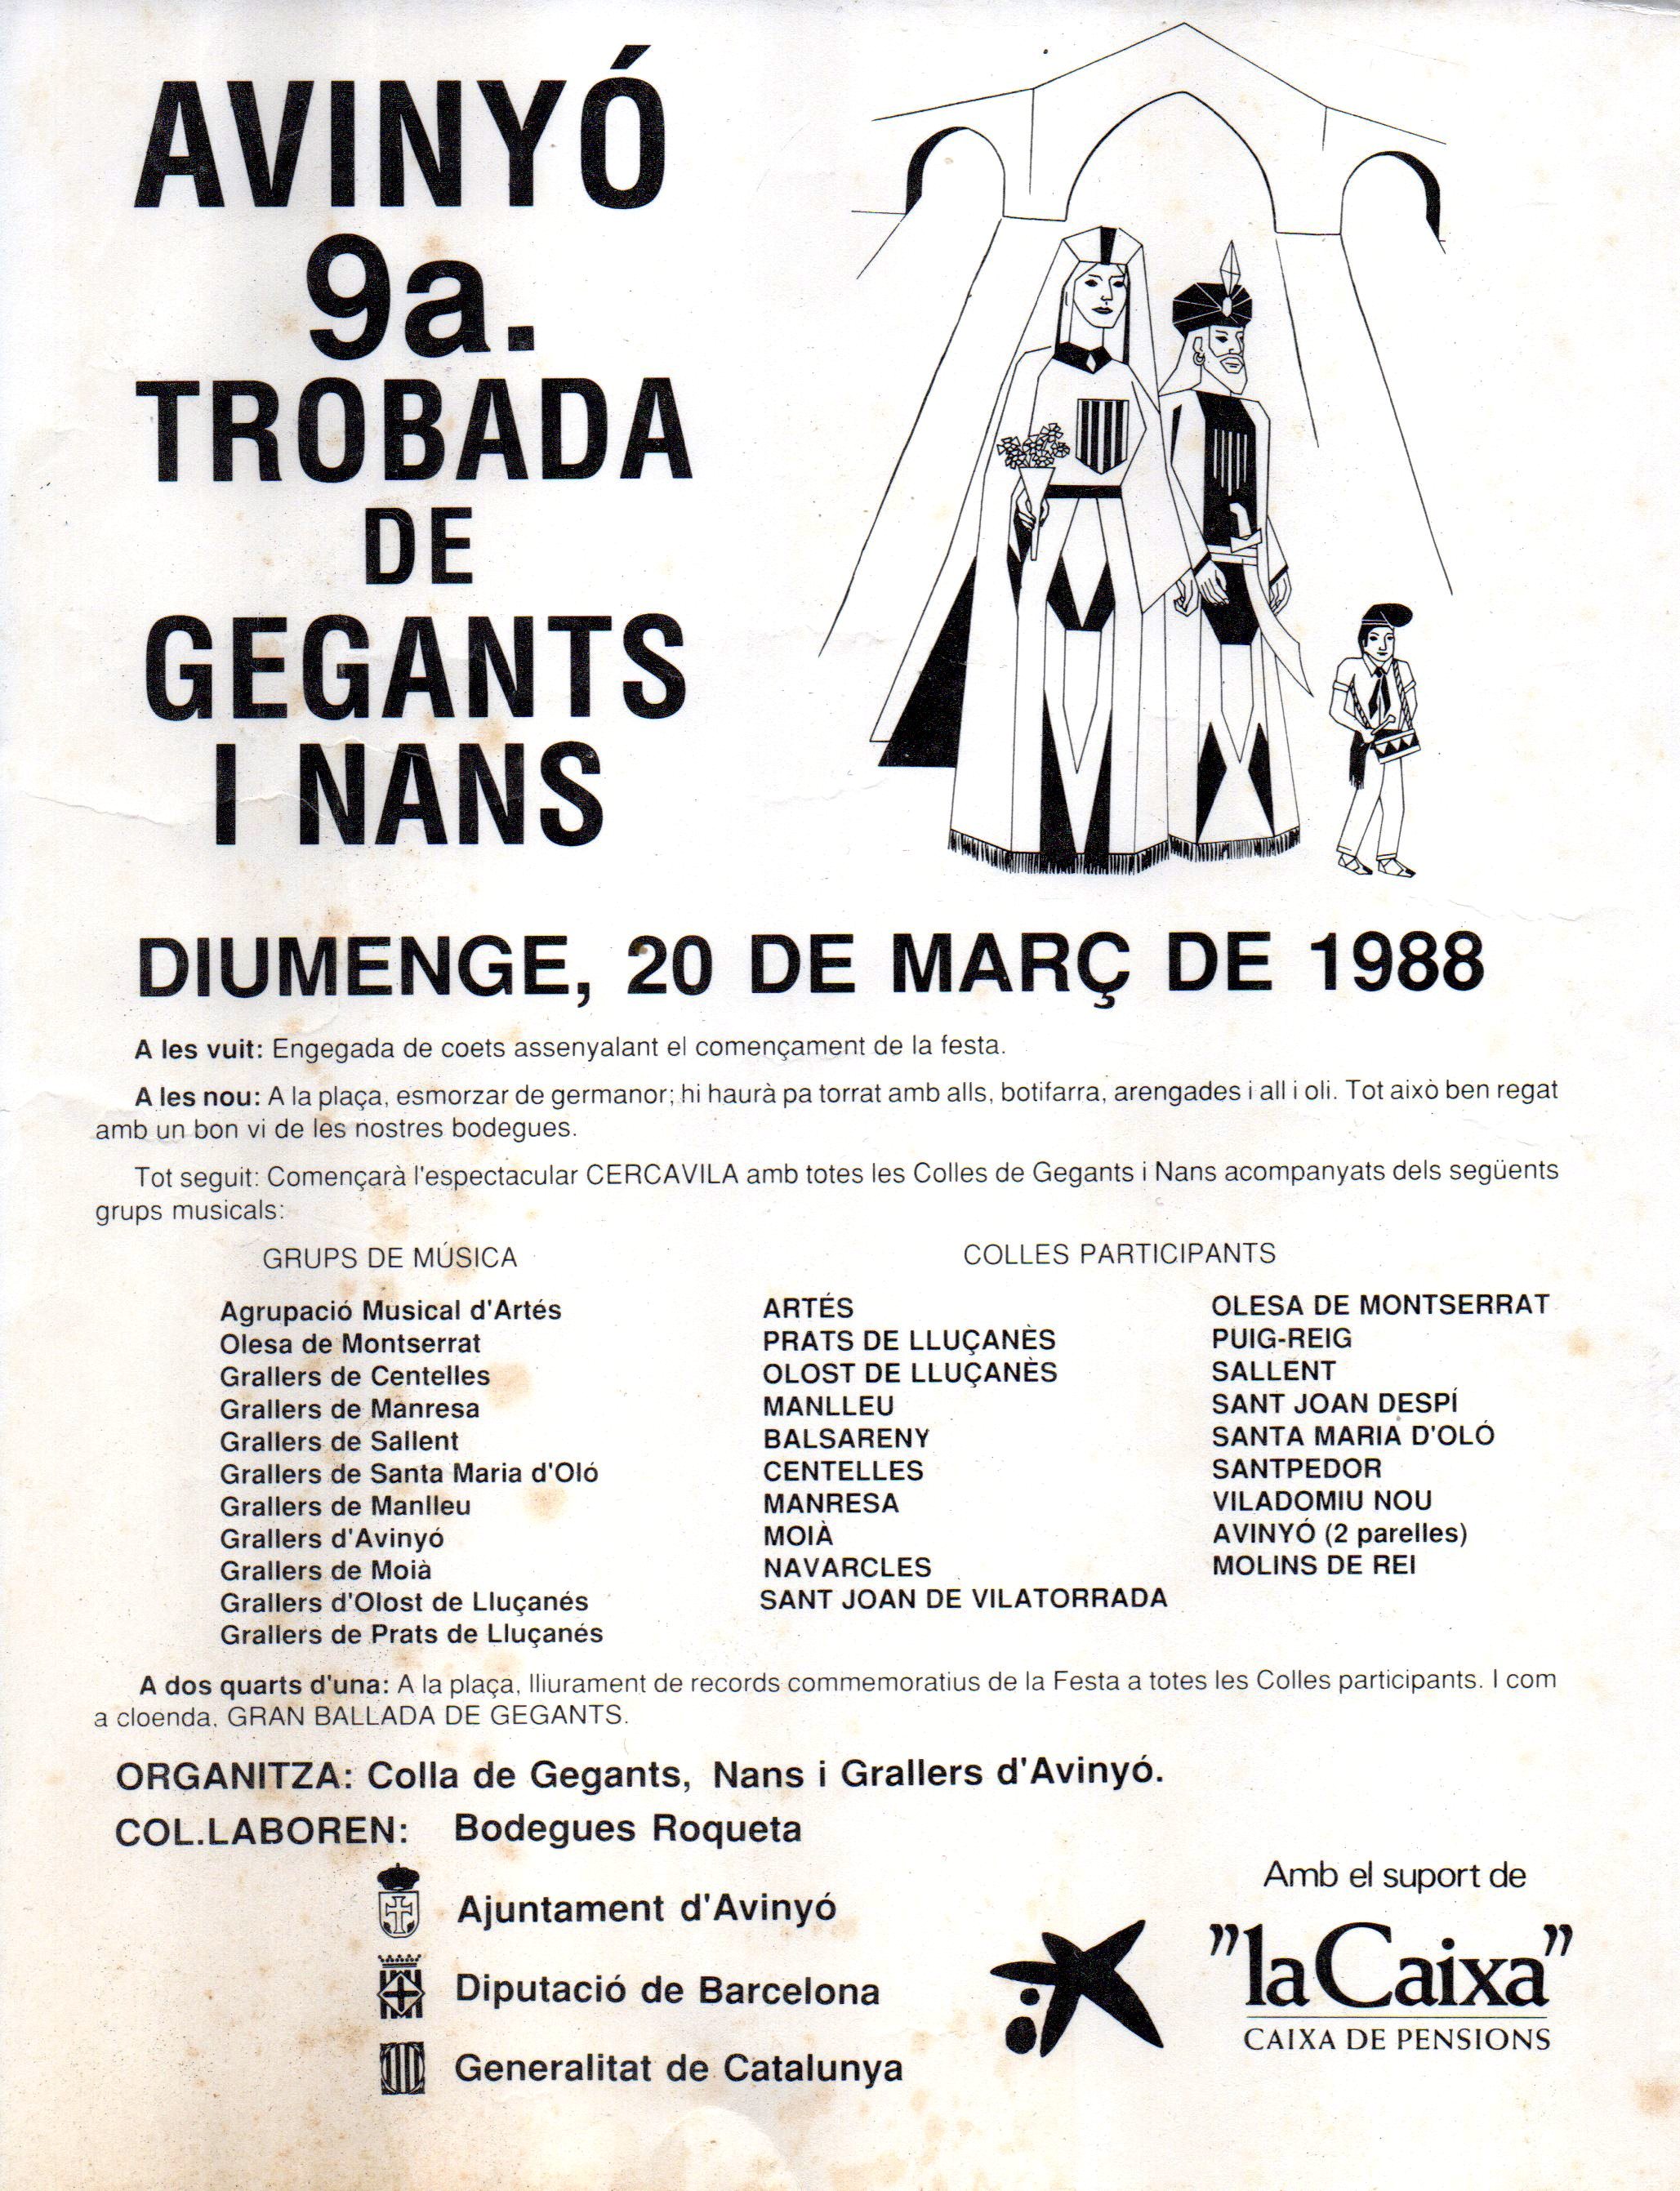 AVINYÓ
9a.
TROBADA
DE
GEGANTS
I NANS
DIUMENGE, 20 DE MARÇ DE 1988
A les vuit: Engegada de coets assenyalant el començament de la festa.
A les nou: A la plaça, esmorzar de germanor; hi haurà pa torrat amb alls, botifarra, arengades i all i oli. Tot això ben regat
amb un bon vi de les nostres bodegues.
Tot seguit: Començarà l'espectacular CERCAVILA amb totes les Colles de Gegants i Nans acompanyats dels següents
grups musicals:
GRUPS DE MÚSICA
Agrupació Musical d'Artés
Olesa de Montserrat
Grallers de Centelles
Grallers de Manresa
Grallers de Sallent
Grallers de Santa Maria d'Oló
Grallers de Manlleu
Grallers d'Avinyó
Grallers de Moià
Grallers d'Olost de Lluçanés
Grallers de Prats de Lluçanés
COLLES PARTICIPANTS
ARTÉS
PRATS DE LLUÇANÈS
OLOST DE LLUÇANÈS
MANLLEU
BALSARENY
CENTELLES
MANRESA
MOIÀ
NAVARCLES
SANT JOAN DE VILATORRADA
OLESA DE MONTSERRAT
PUIG-REIG
SALLENT
SANT JOAN DESPÍ
SANTA MARIA D'OLÓ
SANTPEDOR
VILADOMIU NOU
AVINYÓ (2 parelles)
MOLINS DE REI
A dos quarts d'una: A la plaça, lliurament de records commemoratius de la Festa a totes les Colles participants. I com
a cloenda, GRAN BALLADA DE GEGANTS.
ORGANITZA: Colla de Gegants, Nans i Grallers d'Avinyó.
COL.LABOREN: Bodegues Roqueta
Ajuntament d'Avinyó
Diputació de Barcelona
Generalitat de Catalunya
Amb el suport de
"la Caixa"
CAIXA DE PENSIONS